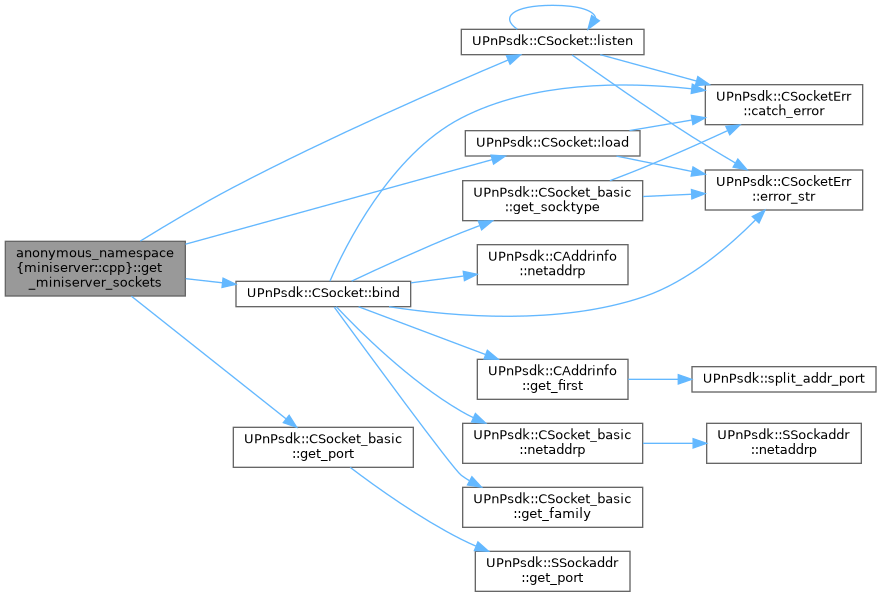 UPnPsdk::CSocket::listen
UPnPsdk::CSocketErr
::catch_error
UPnPsdk::CSocket::load
UPnPsdk::CSocketErr
::error_str
UPnPsdk::CSocket_basic
::get_socktype
anonymous_namespace
{miniserver::cpp}::get
_miniserver_sockets
UPnPsdk::CAddrinfo
::netaddrp
UPnPsdk::CSocket::bind
UPnPsdk::CAddrinfo
::get_first
UPnPsdk::split_addr_port
UPnPsdk::CSocket_basic
::get_port
UPnPsdk::CSocket_basic
::netaddrp
UPnPsdk::SSockaddr
::netaddrp
UPnPsdk::CSocket_basic
::get_family
UPnPsdk::SSockaddr
::get_port